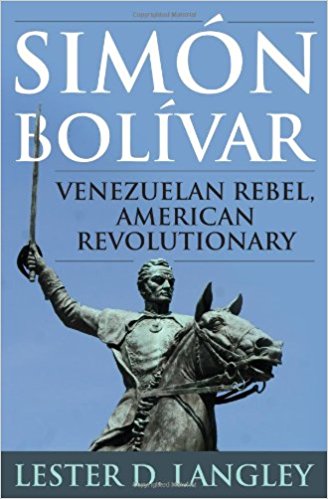 SIMÓN
BOLÍVAR
VENEZUELAN REBEL,
AMERICAN
REVOLUTIONARY
LESTER D. LANGLEY